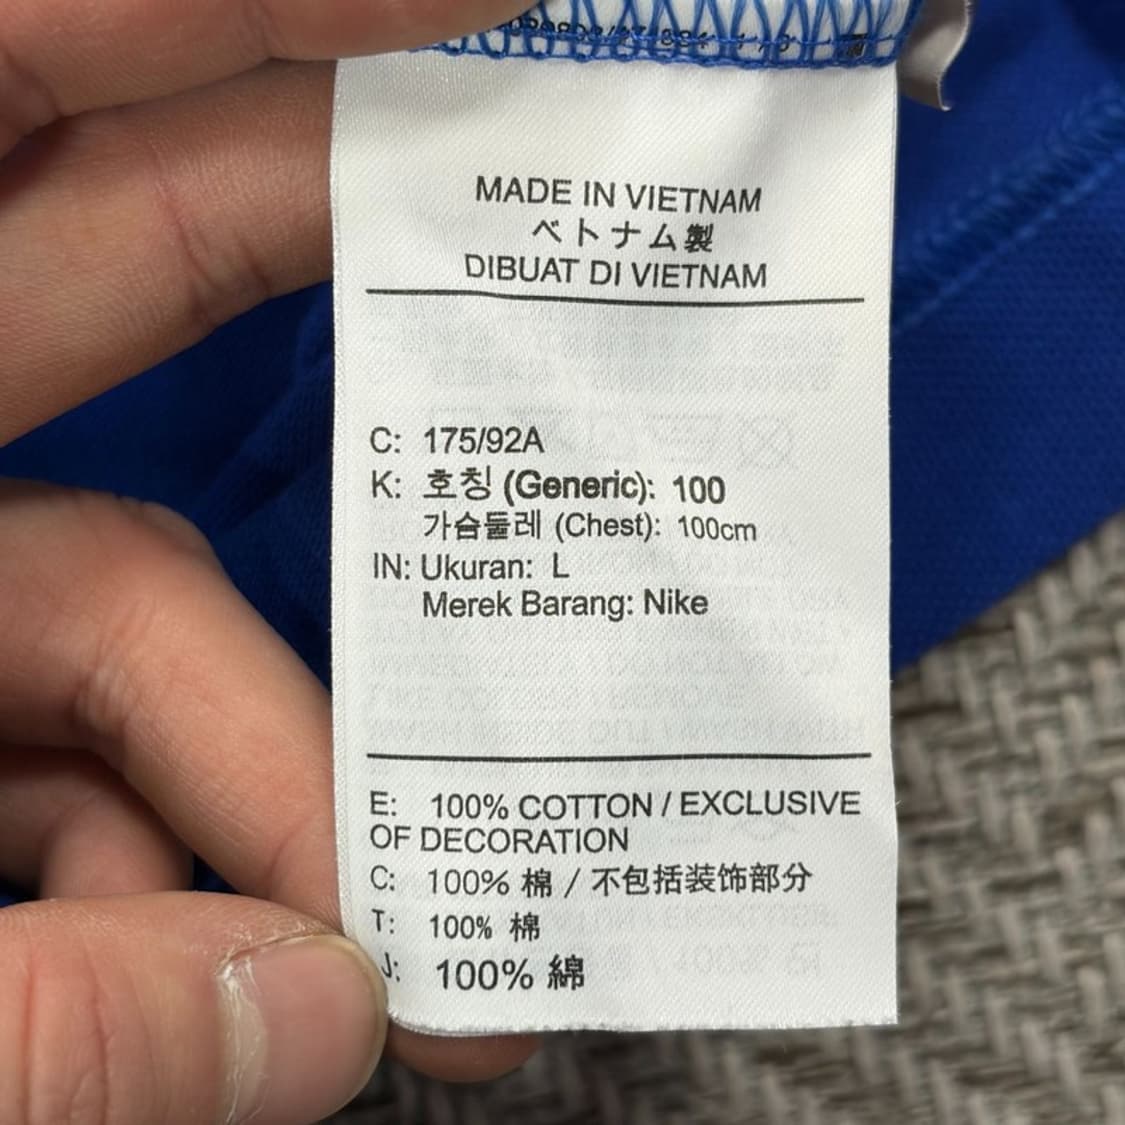 MADE IN VIETNAM
ベトナム製
DIBUAT DI VIETNAM
C: 175/92A
K: 호칭 (Generic): 100
가슴둘레 (Chest): 100cm
IN: Ukuran: L
Merek Barang: Nike
E: 100% COTTON / EXCLUSIVE
OF DECORATION
C: 100% 棉 / 不包括装饰部分
T: 100% 棉
J: 100% 綿